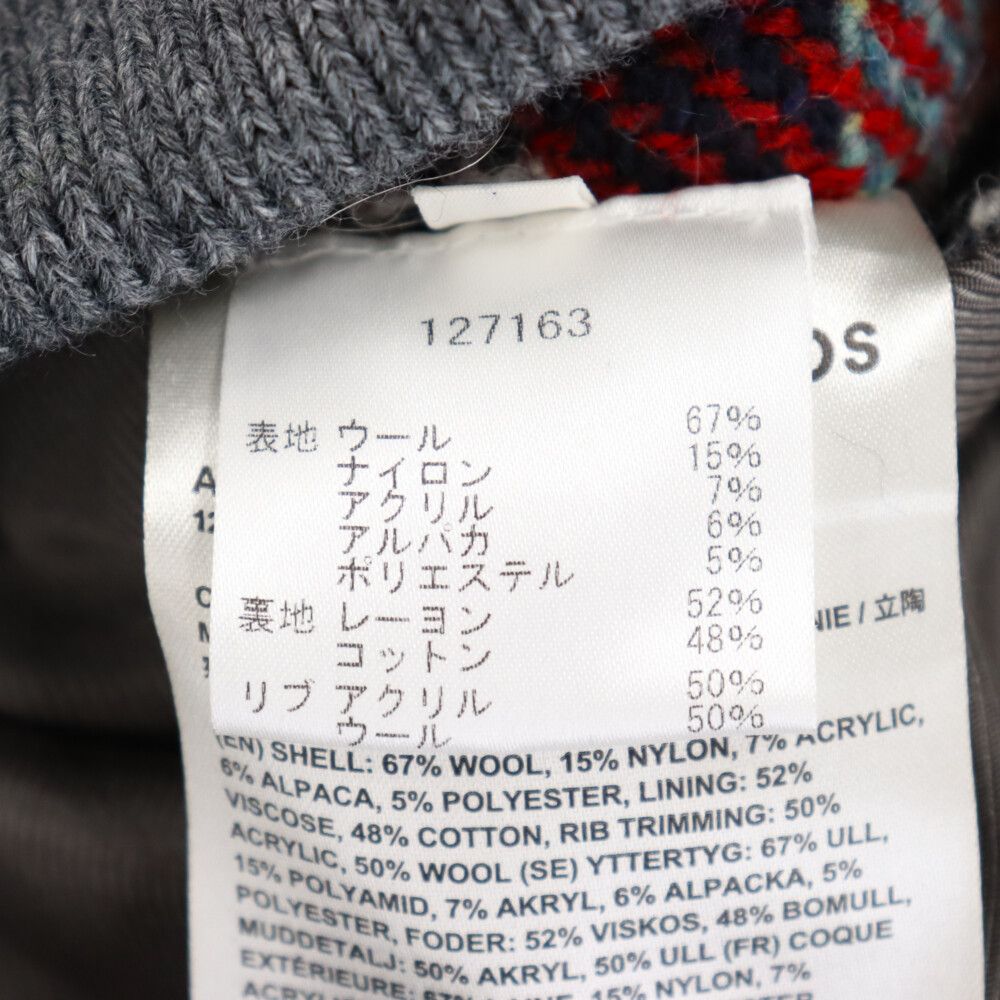 127163
OS
表地 ウール 67%
ナイロン 15%
アクリル 7%
アルパカ 6%
ポリエステル 5%
裏地 レーヨン 52%
コットン 48%
リブ アクリル 50%
ウール 50%
NIE / 立陶
(EN) SHELL: 67% WOOL, 15% NYLON, 7% ACRYLIC,
6% ALPACA, 5% POLYESTER, LINING: 52%
VISCOSE, 48% COTTON, RIB TRIMMING: 50%
ACRYLIC, 50% WOOL (SE) YTTERTYG: 67% ULL,
15% POLYAMID, 7% AKRYL, 6% ALPACKA, 5%
POLYESTER, FODER: 52% VISKOS, 48% BOMULL,
MUDDETALJ: 50% AKRYL, 50% ULL (FR) COQUE
EXTÉRIEURE: 67% LAINE, 15% NYLON, 7%